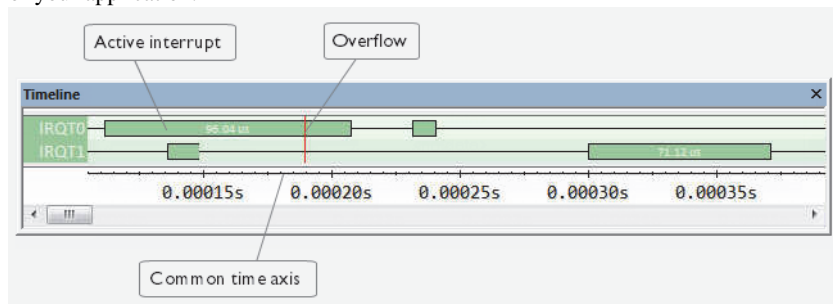 Active interrupt
Overflow
Timeline
IRQT0
96.04 us
IRQT1
71.12 us
0.00015s
0.00020s
0.00025s
0.00030s
0.00035s
Common time axis